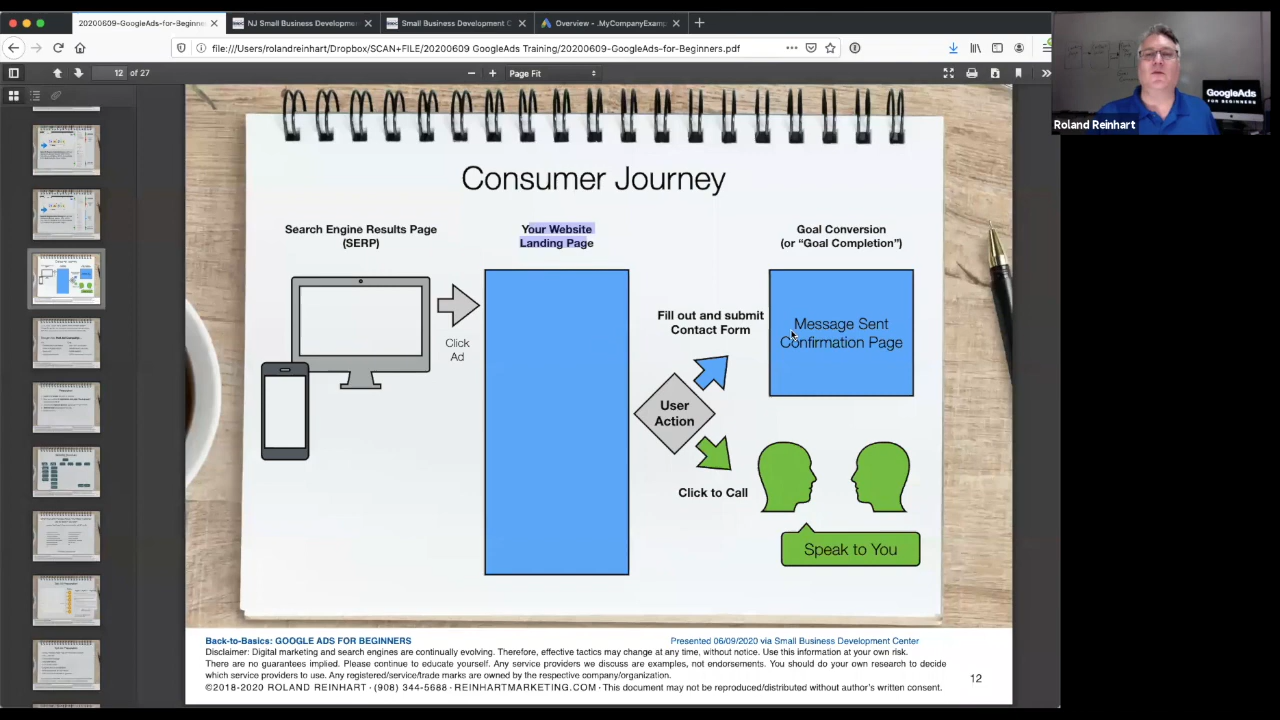 20200609-GoogleAds-for-Beginne
NJ Small Business Developme
Small Business Development C
Overview - .MyCompanyExam
file:///Users/rolandreinhart/Dropbox/SCAN+FILE/20200609 GoogleAds Training/20200609-GoogleAds-for-Beginners.pdf
12 of 27
Page Fit
GoogleAds
FOR BEGINNERS
Roland Reinhart
Consumer Journey
Search Engine Results Page
(SERP)
Your Website
Landing Page
Goal Conversion
(or “Goal Completion”)
Click
Ad
Fill out and submit
Contact Form
Message Sent
Confirmation Page
User
Action
Click to Call
Speak to You
Back-to-Basics: GOOGLE ADS FOR BEGINNERS
Presented 06/09/2020 via Small Business Development Center
Disclaimer: Digital marketing and search engines are continually evolving. Therefore, effective tactics may change at any time, without notice. Use this information at your own risk.
There are no guarantees implied. Please continue to educate yourself. Any service providers we discuss are examples, not endorsements. You should do your own research to decide
which service providers to use. Any registered/service/trade marks are owned by the respective company/organization.
©2018-2020 ROLAND REINHART · (908) 344-5688 · REINHARTMARKETING.COM · This document may not be reproduced/distributed without author's written consent.
12